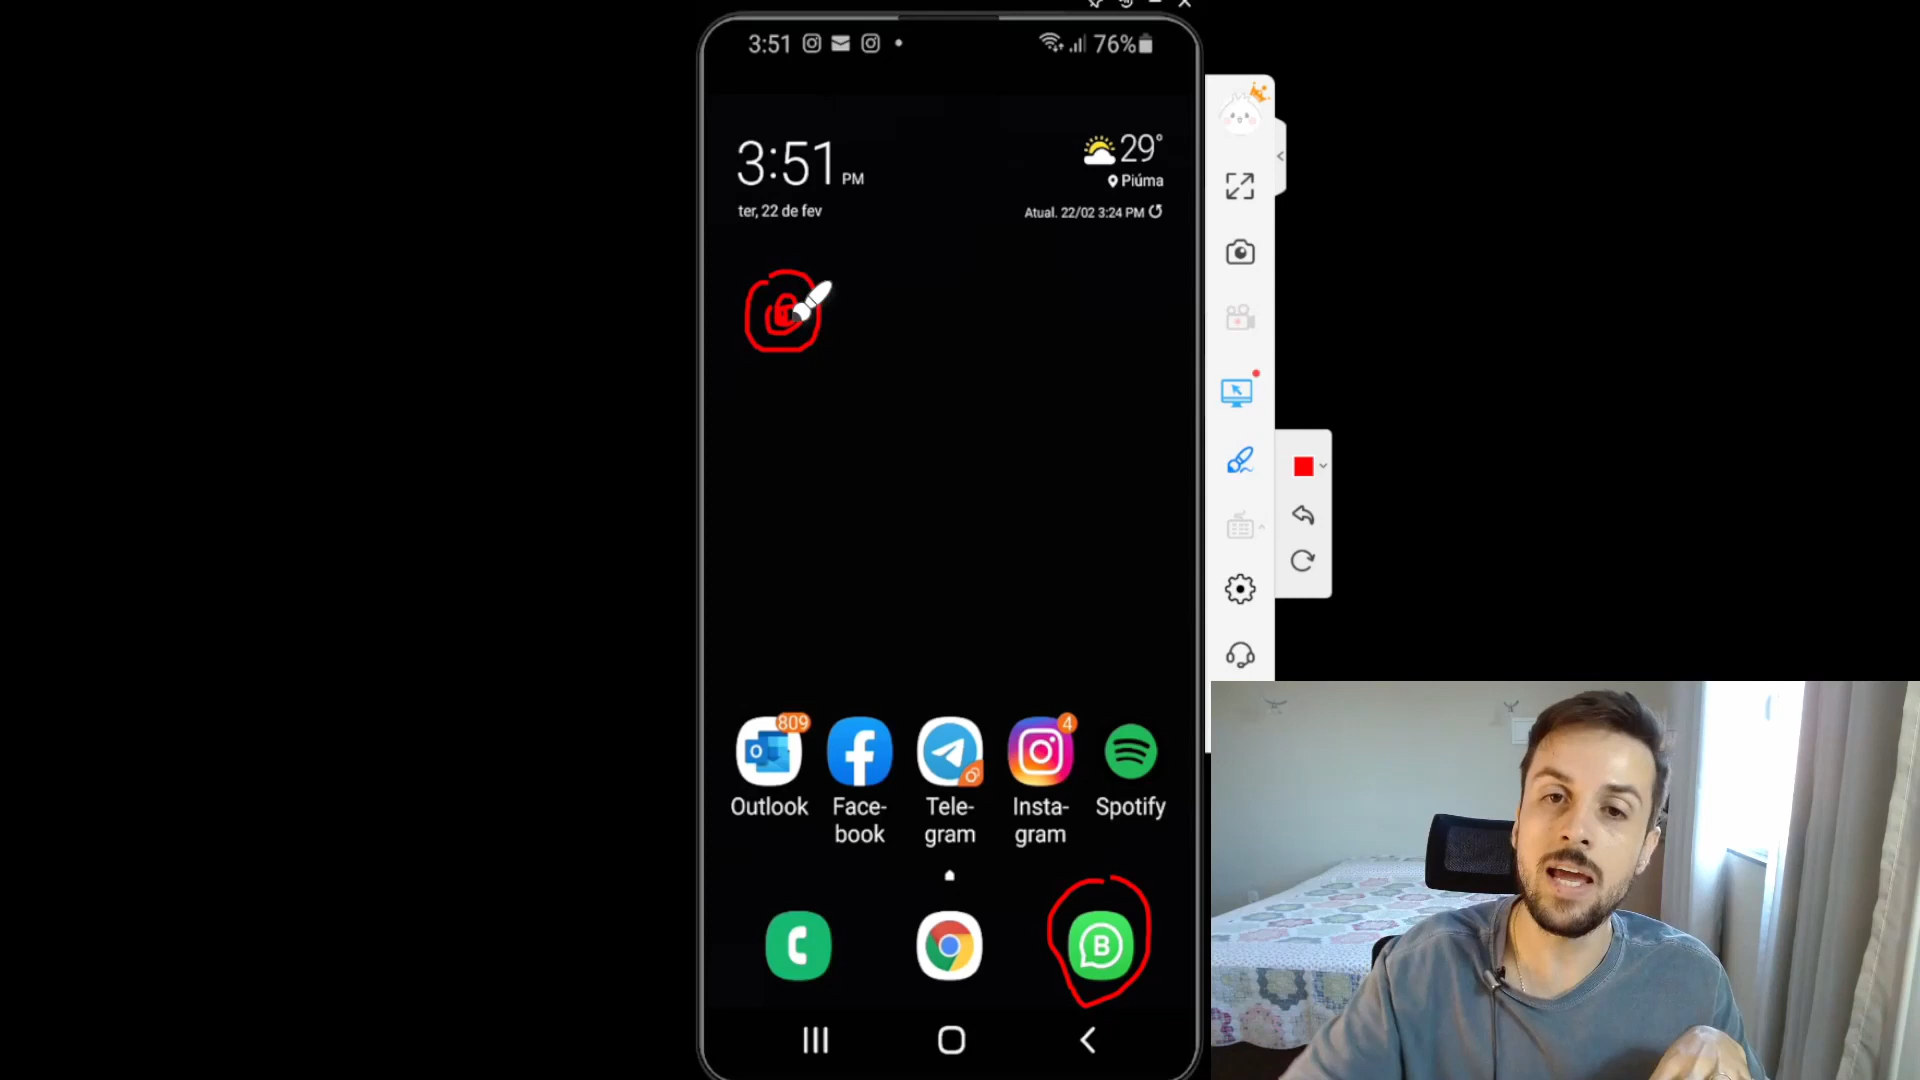 3:51
76%
3:51 PM
29°
Piúma
ter, 22 de fev
Atual. 22/02 3:24 PM
809
4
Outlook
Face-
book
Tele-
gram
Insta-
gram
Spotify
B